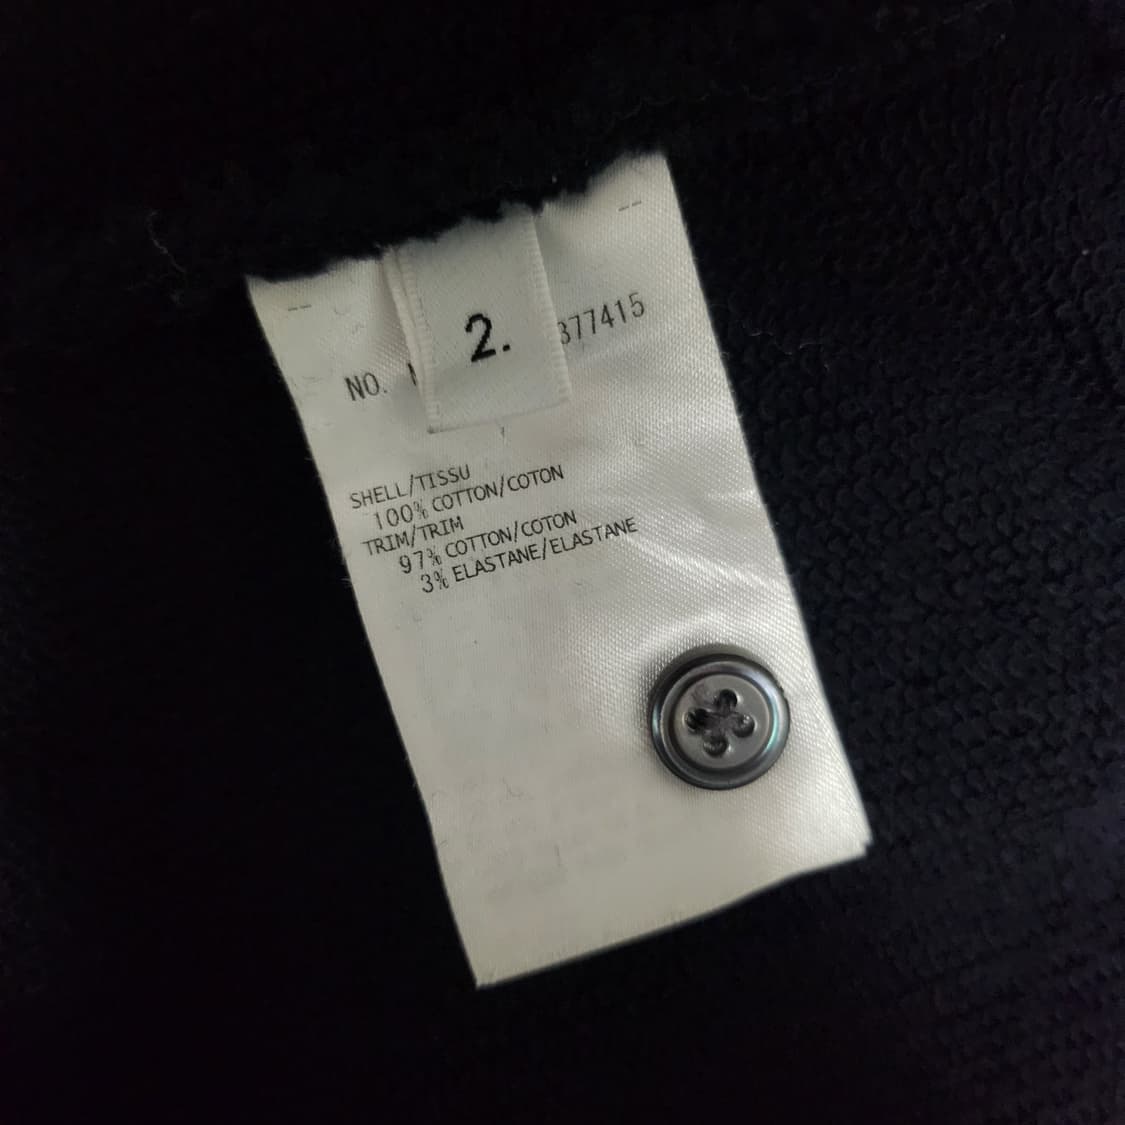 2.
NO. 377415
SHELL/TISSU
100% COTTON/COTON
TRIM/TRIM
97% COTTON/COTON
3% ELASTANE/ELASTANE